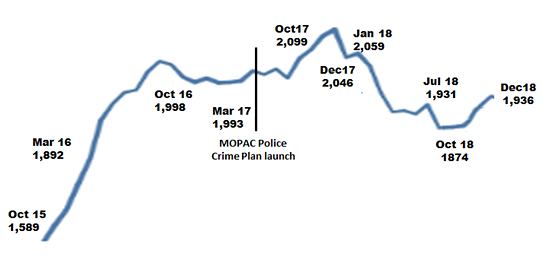 Oct 15
1,589
Mar 16
1,892
Oct 16
1,998
Mar 17
1,993
MOPAC Police
Crime Plan launch
Oct17
2,099
Dec17
2,046
Jan 18
2,059
Jul 18
1,931
Oct 18
1874
Dec18
1,936